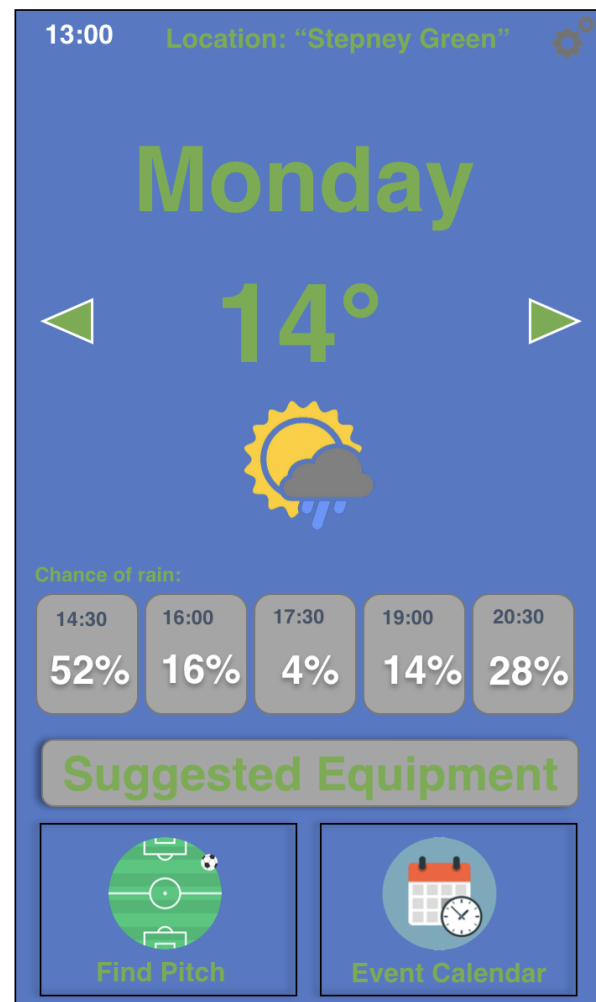 13:00 Location: “Stepney Green”
Monday
14°
Chance of rain:
14:30 16:00 17:30 19:00 20:30
52% 16% 4% 14% 28%
Suggested Equipment
Find Pitch Event Calendar